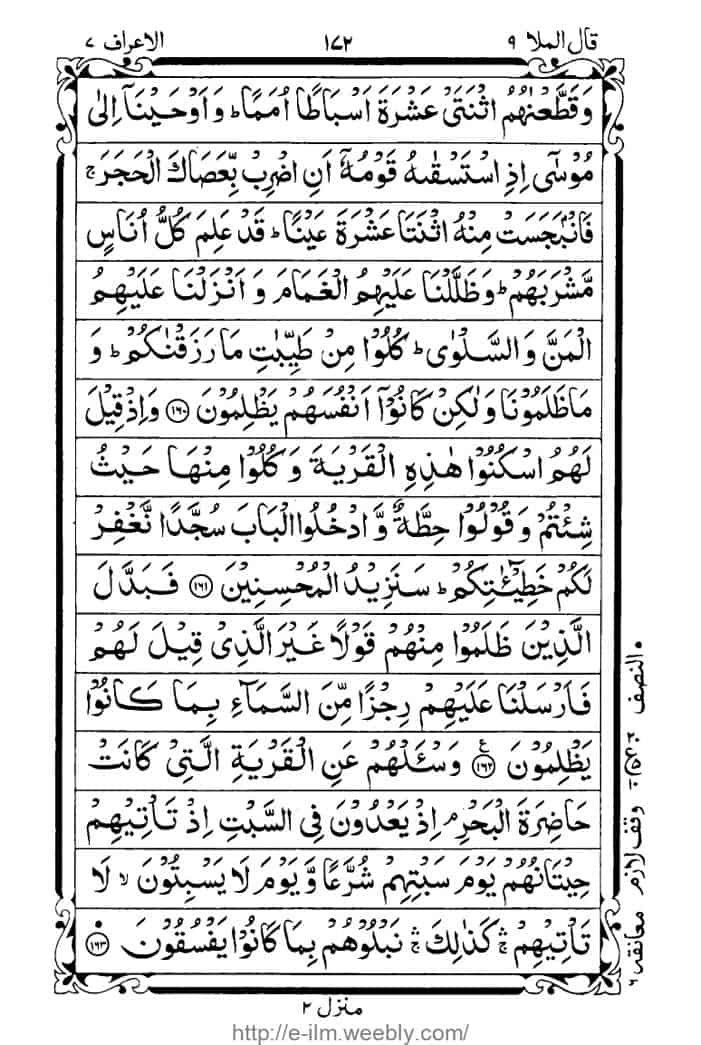 قال الملا ٩ ١٧٢ الاعراف ٧
وَقَطَّعْنٰهُمُ اثْنَتَیْ عَشْرَةَ اَسْبَاطًا اُمَمًا ؕ وَاَوْحَیْنَاۤ اِلٰی
مُوْسٰۤی اِذِ اسْتَسْقٰىهُ قَوْمُهٗۤ اَنِ اضْرِبْ بِّعَصَاكَ الْحَجَرَ ۚ
فَانْۢبَجَسَتْ مِنْهُ اثْنَتَا عَشْرَةَ عَیْنًا ؕ قَدْ عَلِمَ كُلُّ اُنَاسٍ
مَّشْرَبَهُمْ ؕ وَظَلَّلْنَا عَلَیْهِمُ الْغَمَامَ وَ اَنْزَلْنَا عَلَیْهِمُ
الْمَنَّ وَالسَّلْوٰی ؕ كُلُوْا مِنْ طَیِّبٰتِ مَا رَزَقْنٰكُمْ ؕ وَ
مَاظَلَمُوْنَا وَلٰكِنْ كَانُوْۤا اَنْفُسَهُمْ یَظْلِمُوْنَ ﴿۱۶۰﴾ وَاِذْ قِیْلَ
لَهُمُ اسْكُنُوْا هٰذِهِ الْقَرْیَةَ وَ كُلُوْا مِنْهَا حَیْثُ
شِئْتُمْ وَقُوْلُوْا حِطَّةٌ وَّادْخُلُوا الْبَابَ سُجَّدًا نَّغْفِرْ
لَكُمْ خَطِیْٓـٰٔتِكُمْ ؕ سَنَزِیْدُ الْمُحْسِنِیْنَ ﴿۱۶۱﴾ فَبَدَّلَ
الَّذِیْنَ ظَلَمُوْا مِنْهُمْ قَوْلًا غَیْرَ الَّذِیْ قِیْلَ لَهُمْ
فَاَرْسَلْنَا عَلَیْهِمْ رِجْزًا مِّنَ السَّمَآءِ بِمَا كَانُوْا
یَظْلِمُوْنَ ﴿۱۶۲﴾ ع وَسْـَٔلْهُمْ عَنِ الْقَرْیَةِ الَّتِیْ كَانَتْ
حَاضِرَةَ الْبَحْرِ ۘ اِذْ یَعْدُوْنَ فِی السَّبْتِ اِذْ تَاْتِیْهِمْ
حِیْتَانُهُمْ یَوْمَ سَبْتِهِمْ شُرَّعًا وَّیَوْمَ لَا یَسْبِتُوْنَ ۙ لَا
تَاْتِیْهِمْ ۛۚ كَذٰلِكَ ۛۚ نَبْلُوْهُمْ بِمَا كَانُوْا یَفْسُقُوْنَ ﴿۱۶۳﴾
النصف
وقف لازم
معانقة ٦
منزل ٢
http://e-ilm.weebly.com/